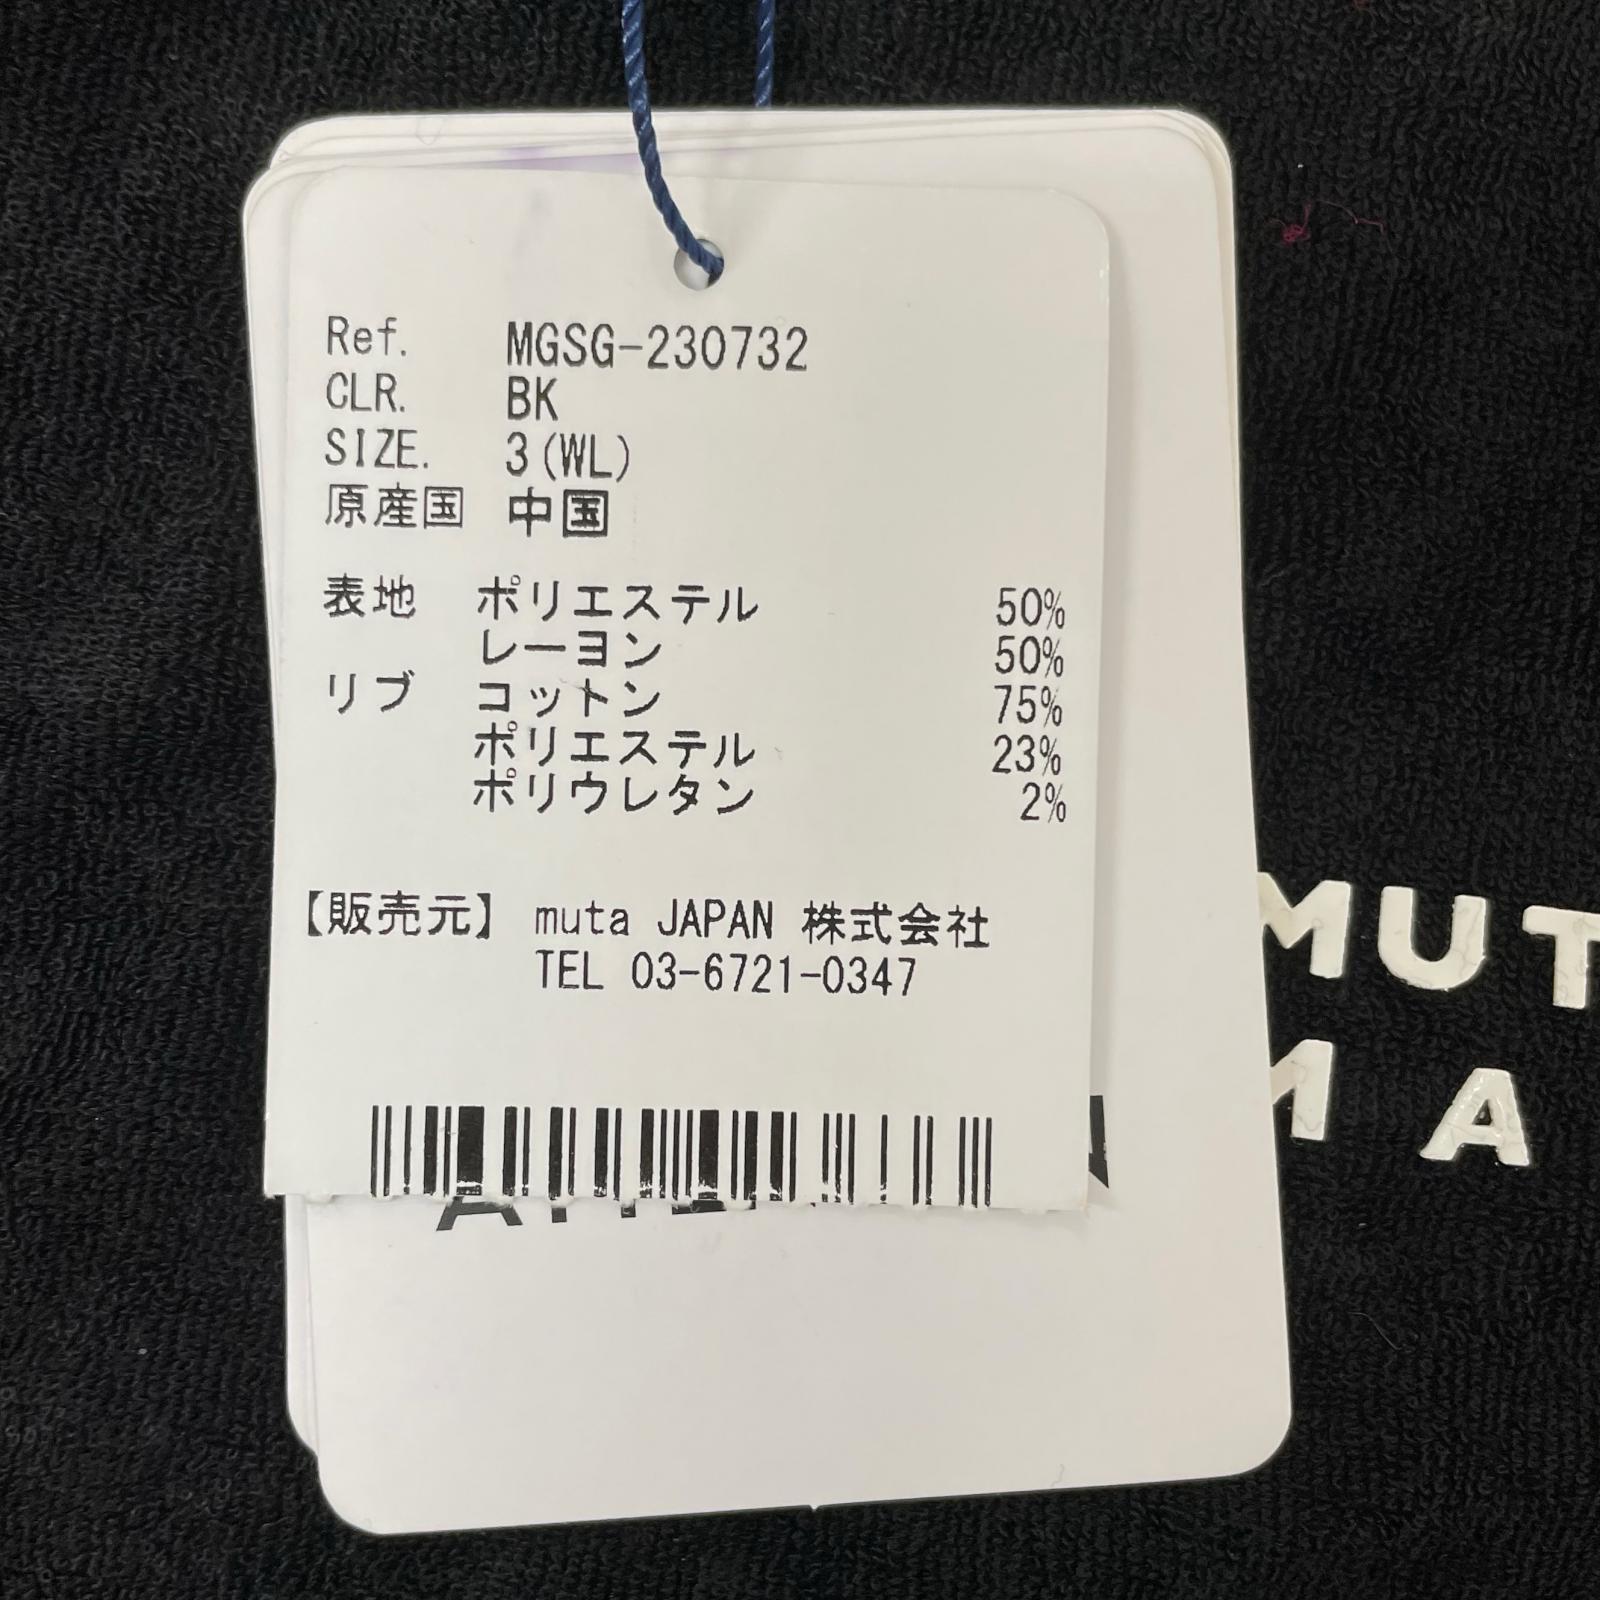 Ref. MGSG-230732
CLR. BK
SIZE. 3(WL)
原産国 中国
表地 ポリエステル 50%
レーヨン 50%
リブ コットン 75%
ポリエステル 23%
ポリウレタン 2%
【販売元】 muta JAPAN 株式会社
TEL 03-6721-0347
MUT
MA